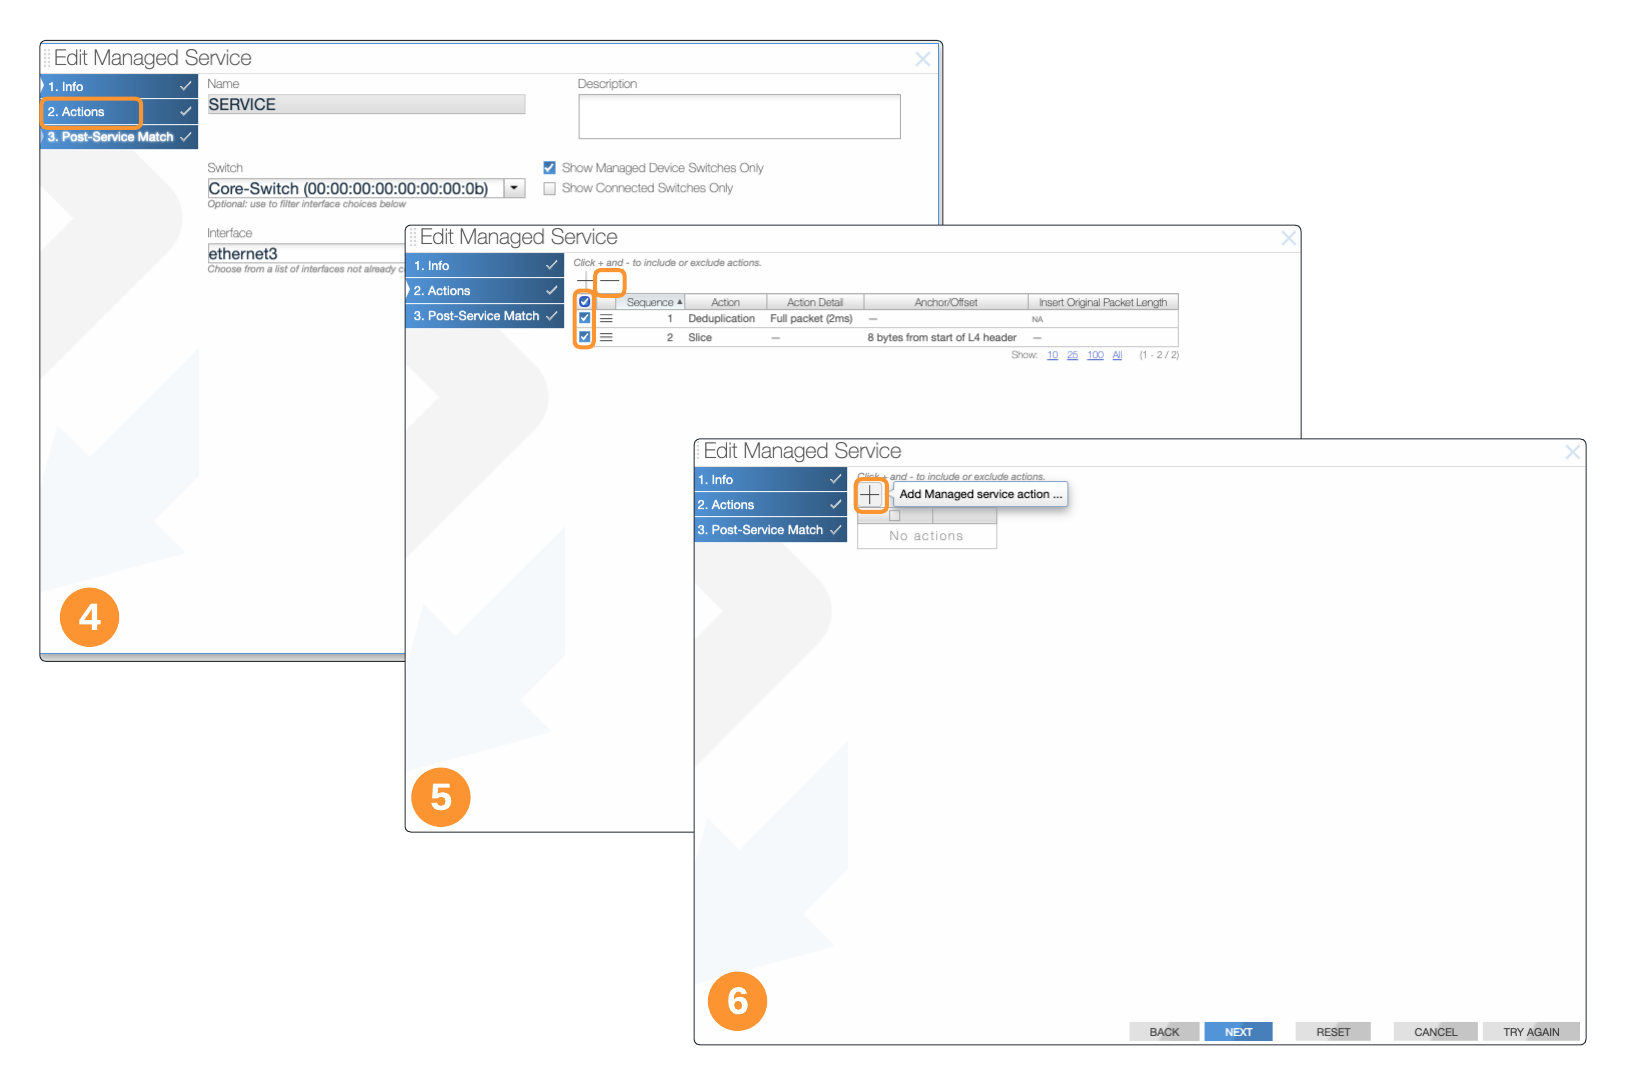 Edit Managed Service
1. Info
2. Actions
3. Post-Service Match
Name
SERVICE
Description
Switch
Core-Switch (00:00:00:00:00:00:00:0b)
Optional: use to filter interface choices below
Show Managed Device Switches Only
Show Connected Switches Only
Interface
ethernet3
Choose from a list of interfaces not already c
4
Edit Managed Service
1. Info
2. Actions
3. Post-Service Match
Click + and - to include or exclude actions.
Sequence Action Action Detail Anchor/Offset Insert Original Packet Length
1 Deduplication Full packet (2ms) — NA
2 Slice — 8 bytes from start of L4 header —
Show: 10 25 100 All (1 - 2 / 2)
5
Edit Managed Service
1. Info
2. Actions
3. Post-Service Match
Click + and - to include or exclude actions.
Add Managed service action ...
No actions
6
BACK NEXT RESET CANCEL TRY AGAIN